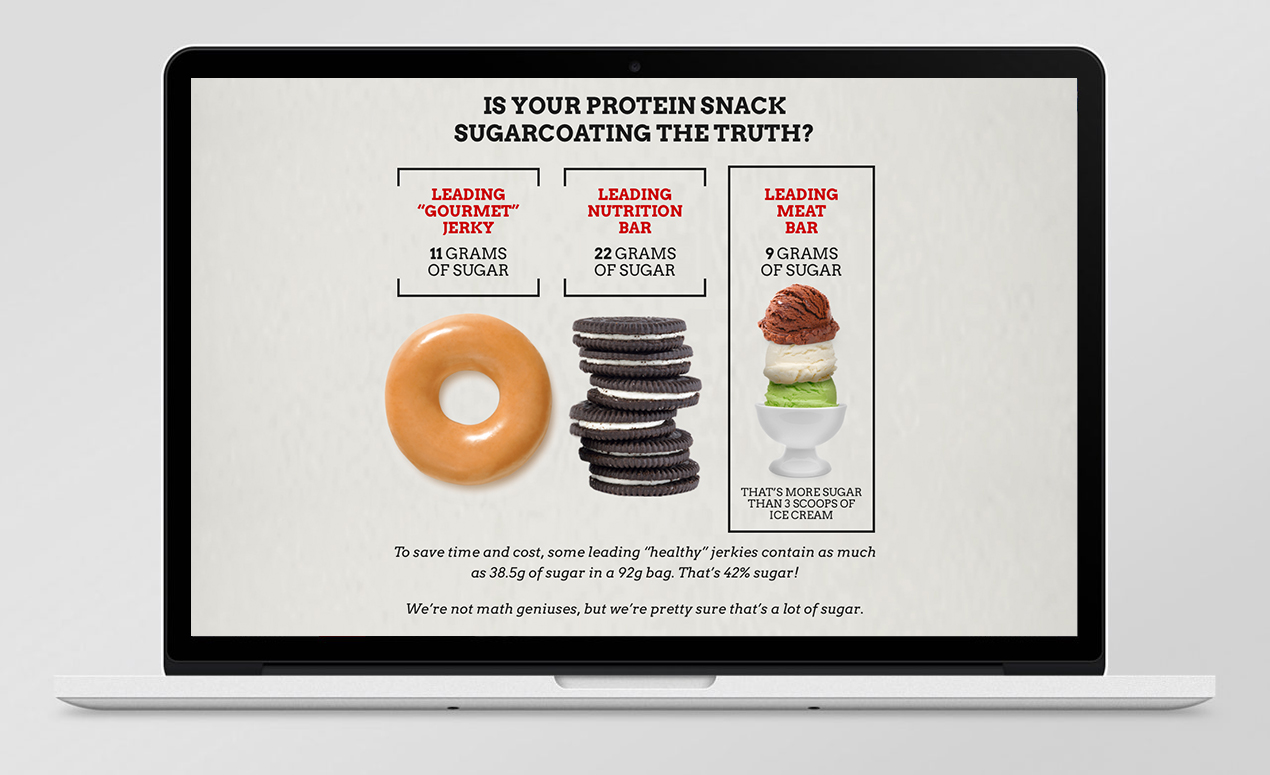 IS YOUR PROTEIN SNACK
SUGARCOATING THE TRUTH?
LEADING
"GOURMET"
JERKY
11 GRAMS
OF SUGAR
LEADING
NUTRITION
BAR
22 GRAMS
OF SUGAR
LEADING
MEAT
BAR
9 GRAMS
OF SUGAR
THAT'S MORE SUGAR
THAN 3 SCOOPS OF
ICE CREAM
To save time and cost, some leading "healthy" jerkies contain as much
as 38.5g of sugar in a 92g bag. That's 42% sugar!
We're not math geniuses, but we're pretty sure that's a lot of sugar.